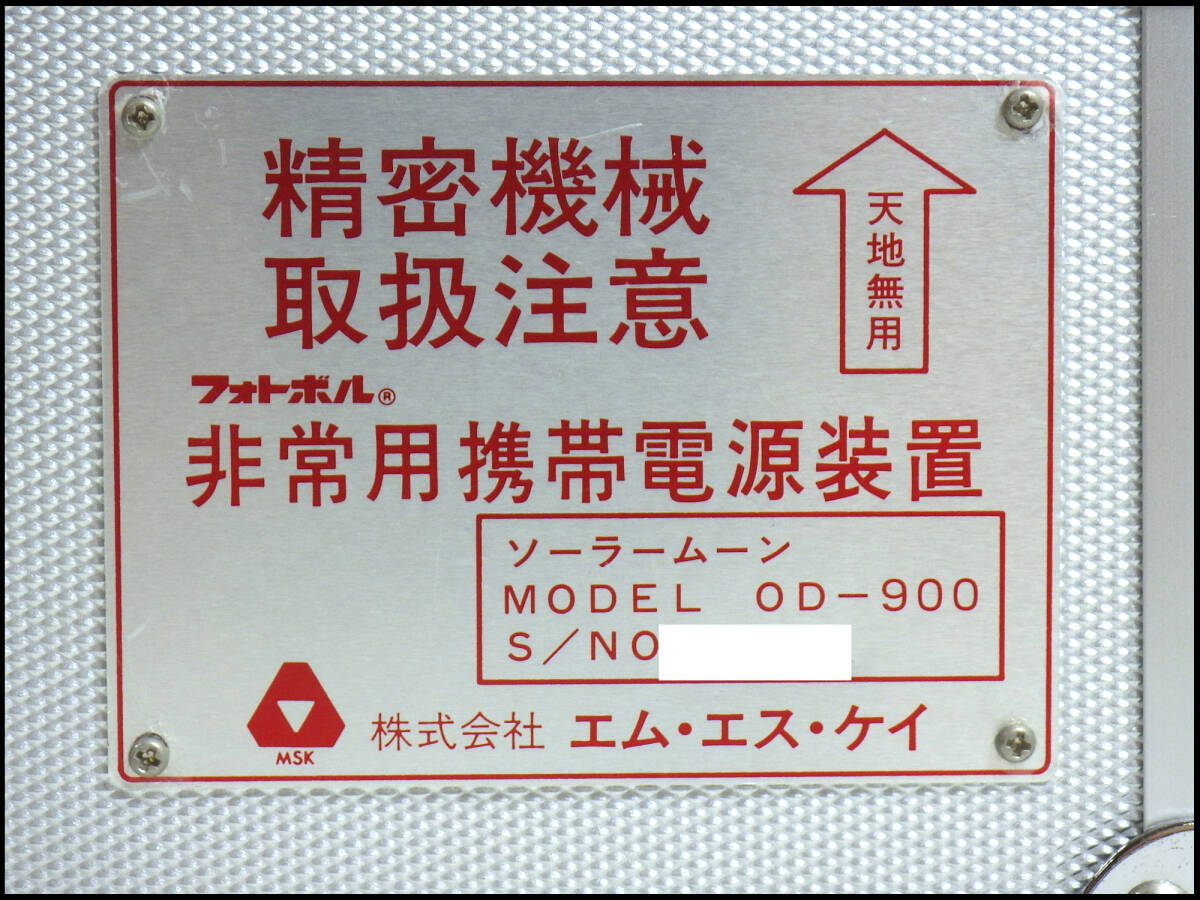 精密機械
取扱注意
天地無用
フォトボル®
非常用携帯電源装置
ソーラームーン
MODEL OD-900
S/NO
MSK
株式会社 エム・エス・ケイ